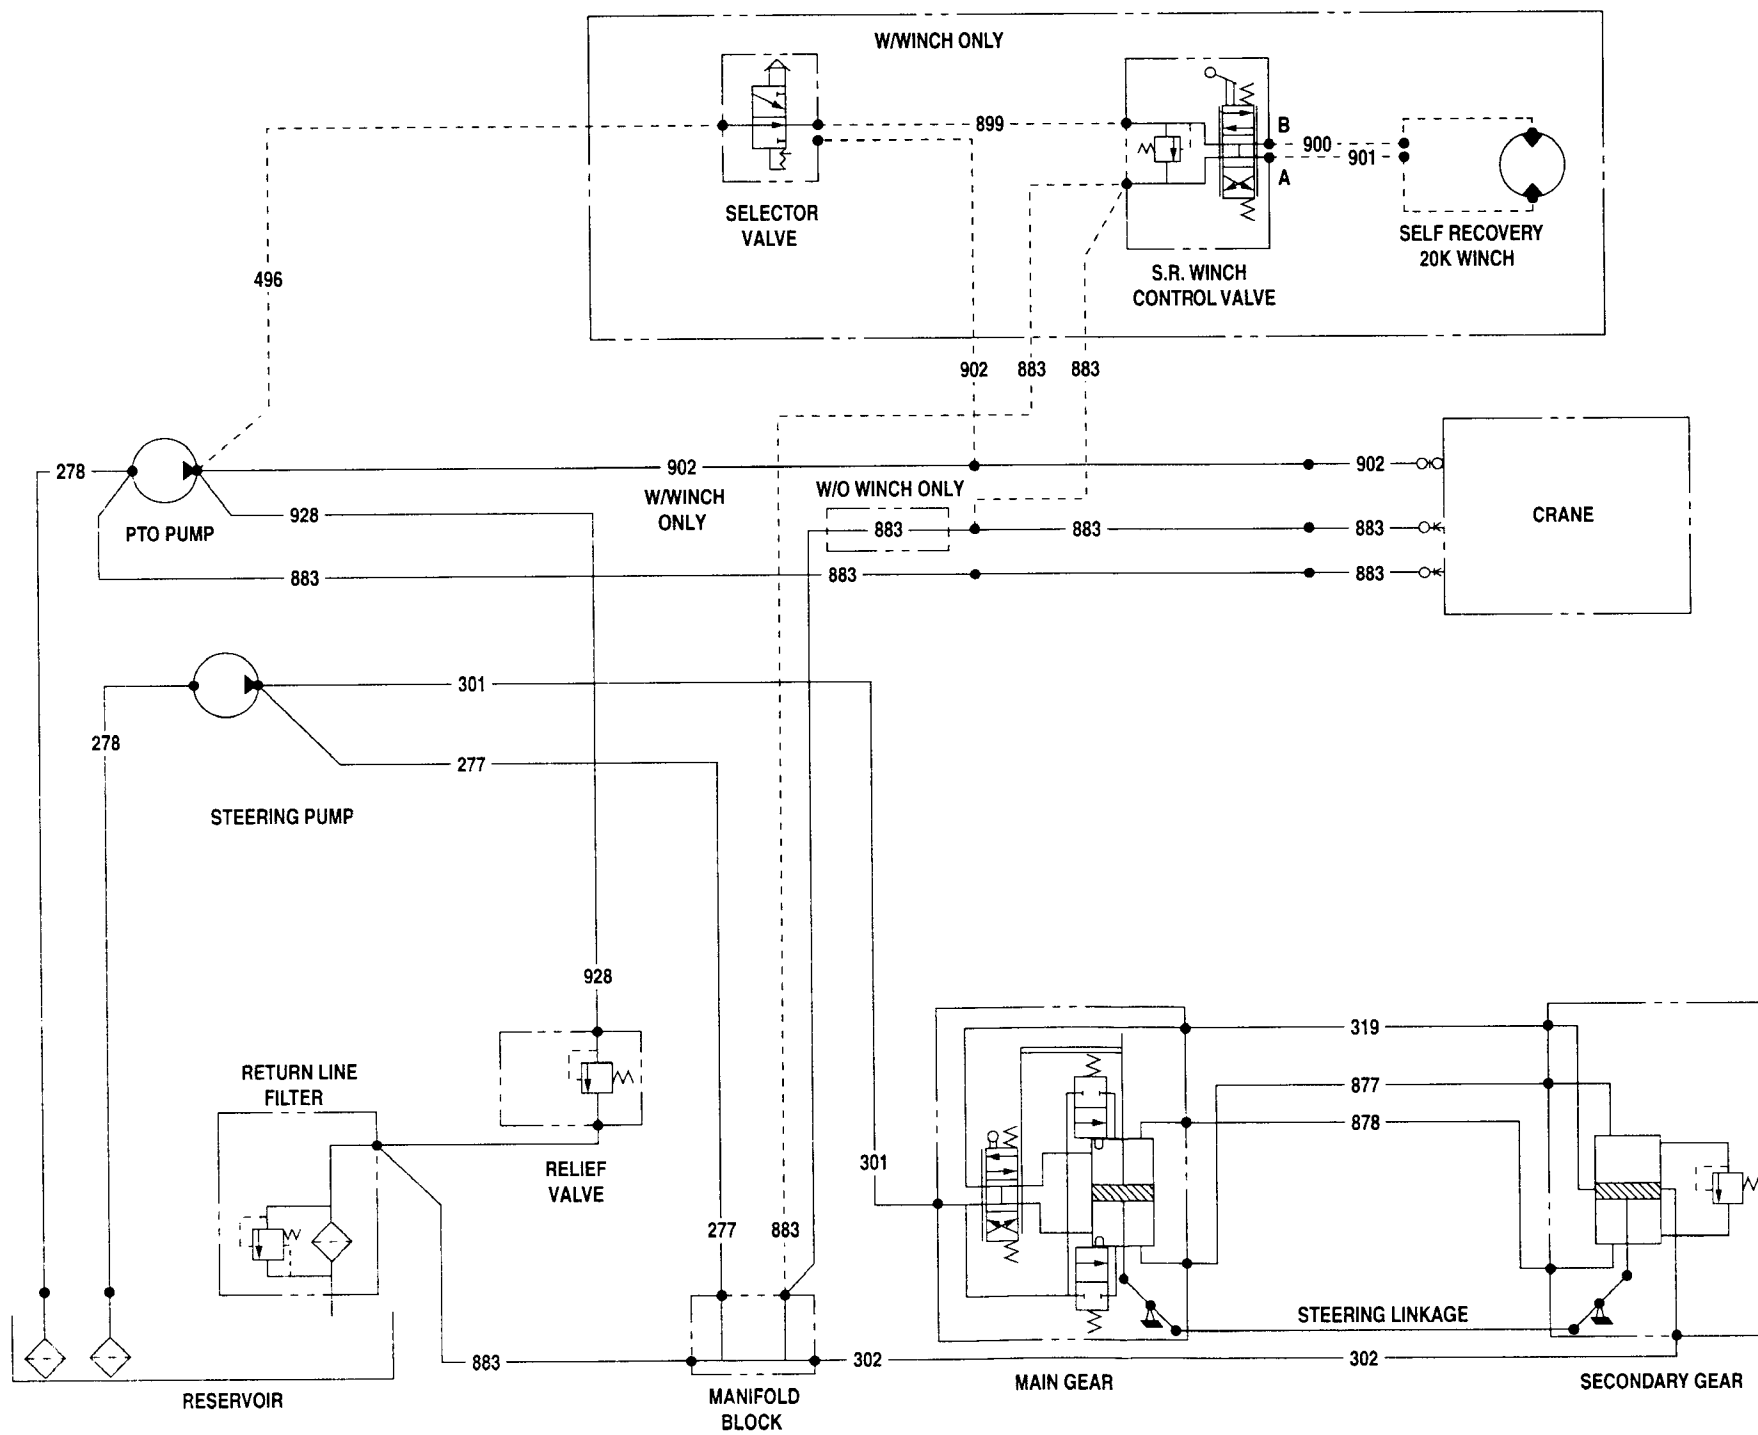 W/WINCH ONLY
B
899
900
901
A
SELECTOR
VALVE
SELF RECOVERY
20K WINCH
S.R. WINCH
CONTROL VALVE
496
902
883
883
278
902
902
W/WINCH
ONLY
W/O WINCH ONLY
928
PTO PUMP
883
883
883
CRANE
883
883
883
301
278
277
STEERING PUMP
928
319
RETURN LINE
FILTER
877
878
RELIEF
VALVE
301
277
883
STEERING LINKAGE
883
302
302
RESERVOIR
MANIFOLD
BLOCK
MAIN GEAR
SECONDARY GEAR